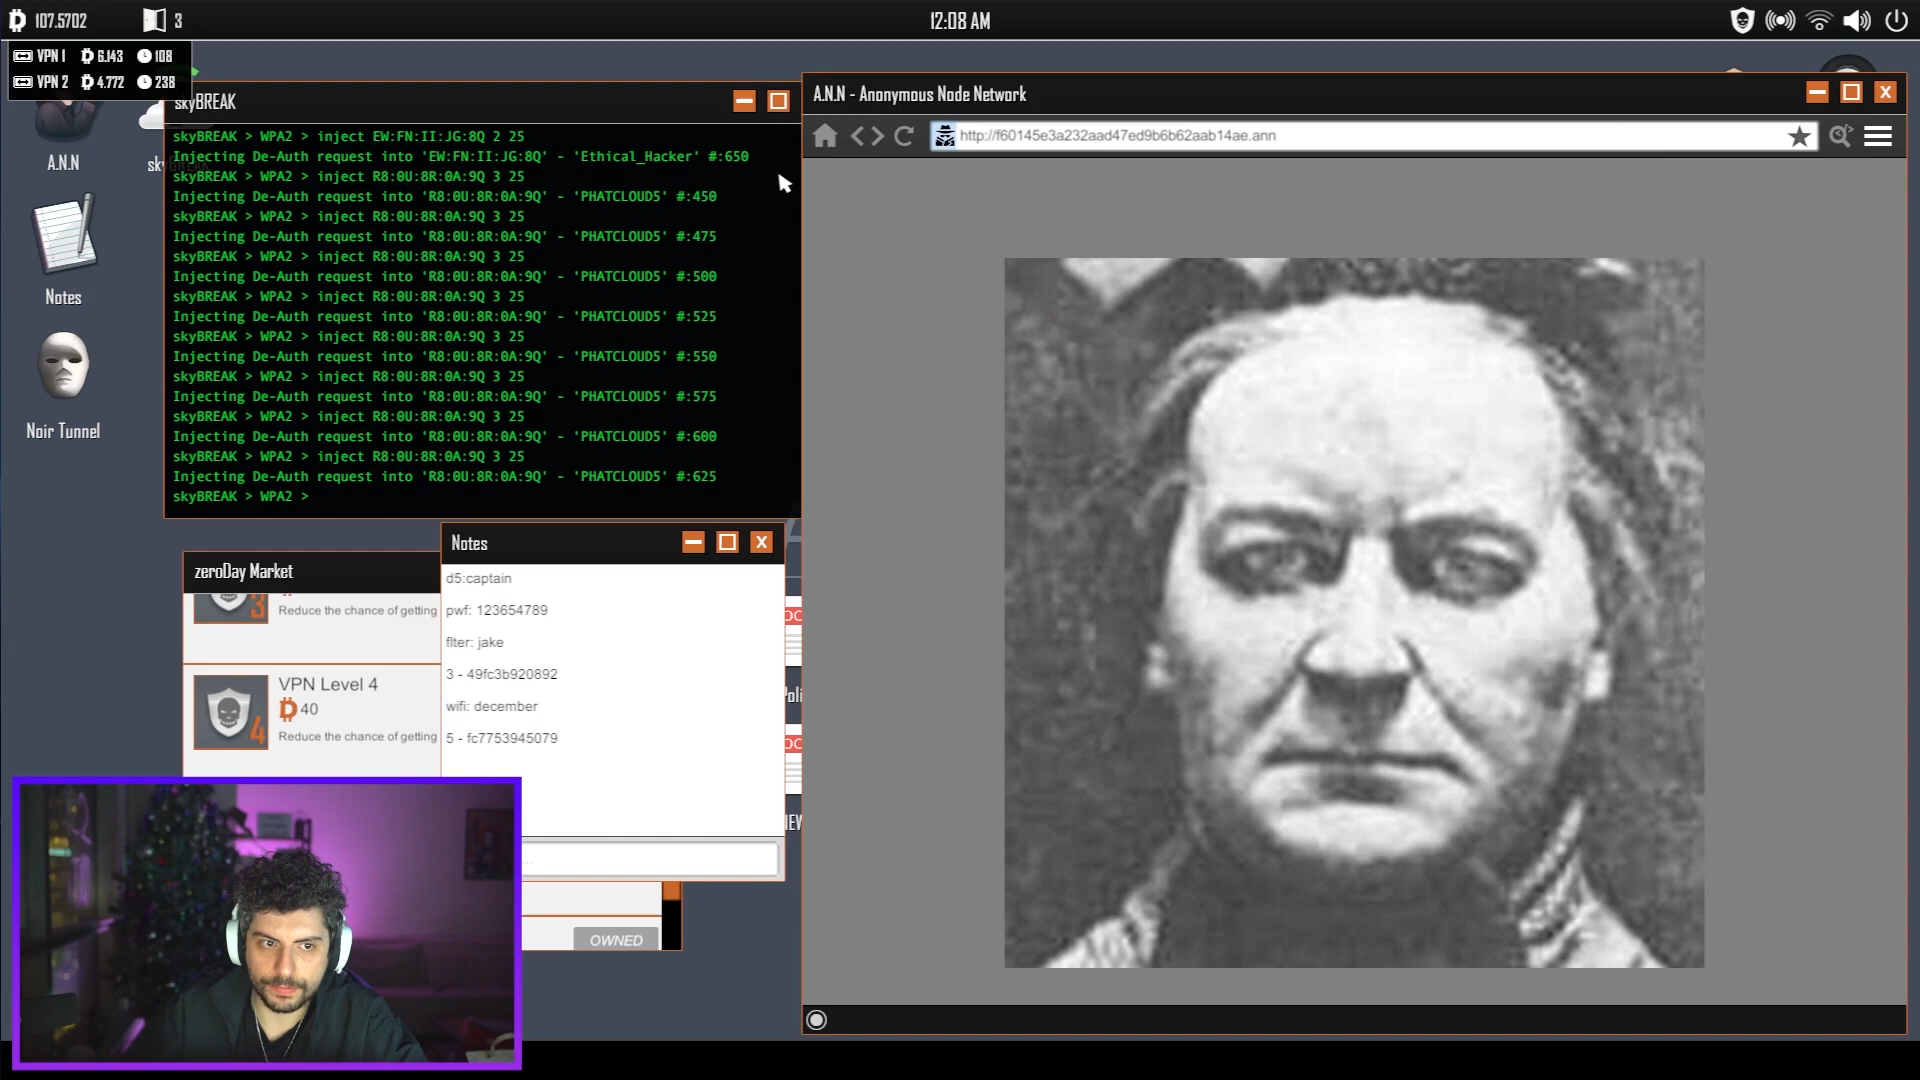 107.5702
3
12:08 AM
VPN 1 6.143 108
VPN 2 4.772 238
A.N.N
Notes
Noir Tunnel
skyBREAK
skyBREAK > WPA2 > inject EW:FN:II:JG:8Q 2 25
Injecting De-Auth request into 'EW:FN:II:JG:8Q' - 'Ethical_Hacker' #:650
skyBREAK > WPA2 > inject R8:0U:8R:0A:9Q 3 25
Injecting De-Auth request into 'R8:0U:8R:0A:9Q' - 'PHATCLOUD5' #:450
skyBREAK > WPA2 > inject R8:0U:8R:0A:9Q 3 25
Injecting De-Auth request into 'R8:0U:8R:0A:9Q' - 'PHATCLOUD5' #:475
skyBREAK > WPA2 > inject R8:0U:8R:0A:9Q 3 25
Injecting De-Auth request into 'R8:0U:8R:0A:9Q' - 'PHATCLOUD5' #:500
skyBREAK > WPA2 > inject R8:0U:8R:0A:9Q 3 25
Injecting De-Auth request into 'R8:0U:8R:0A:9Q' - 'PHATCLOUD5' #:525
skyBREAK > WPA2 > inject R8:0U:8R:0A:9Q 3 25
Injecting De-Auth request into 'R8:0U:8R:0A:9Q' - 'PHATCLOUD5' #:550
skyBREAK > WPA2 > inject R8:0U:8R:0A:9Q 3 25
Injecting De-Auth request into 'R8:0U:8R:0A:9Q' - 'PHATCLOUD5' #:575
skyBREAK > WPA2 > inject R8:0U:8R:0A:9Q 3 25
Injecting De-Auth request into 'R8:0U:8R:0A:9Q' - 'PHATCLOUD5' #:600
skyBREAK > WPA2 > inject R8:0U:8R:0A:9Q 3 25
Injecting De-Auth request into 'R8:0U:8R:0A:9Q' - 'PHATCLOUD5' #:625
skyBREAK > WPA2 >
zeroDay Market
3
Reduce the chance of getting
VPN Level 4
40
4
Reduce the chance of getting
OWNED
Notes
d5:captain
pwf: 123654789
flter: jake
3 - 49fc3b920892
wifi: december
5 - fc7753945079
A.N.N - Anonymous Node Network
http://f60145e3a232aad47ed9b6b62aab14ae.ann